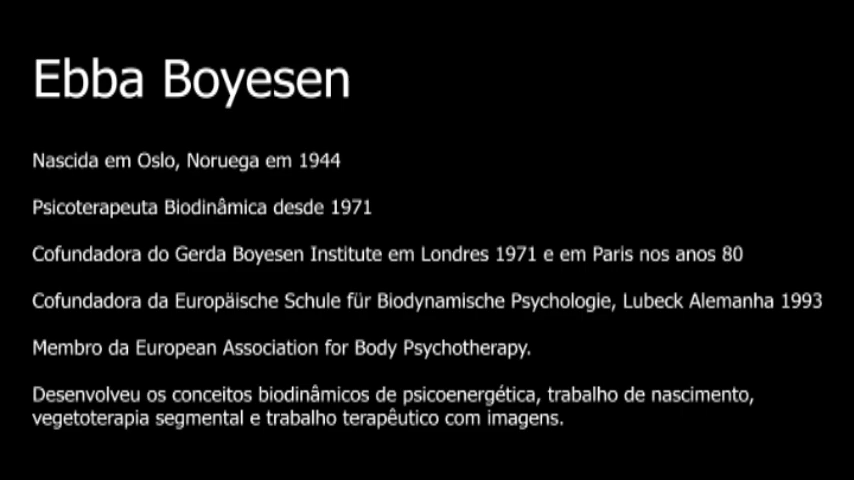 Ebba Boyesen
Nascida em Oslo, Noruega em 1944
Psicoterapeuta Biodinâmica desde 1971
Cofundadora do Gerda Boyesen Institute em Londres 1971 e em Paris nos anos 80
Cofundadora da Europäische Schule für Biodynamische Psychologie, Lubeck Alemanha 1993
Membro da European Association for Body Psychotherapy.
Desenvolveu os conceitos biodinâmicos de psicoenergética, trabalho de nascimento,
vegetoterapia segmental e trabalho terapêutico com imagens.